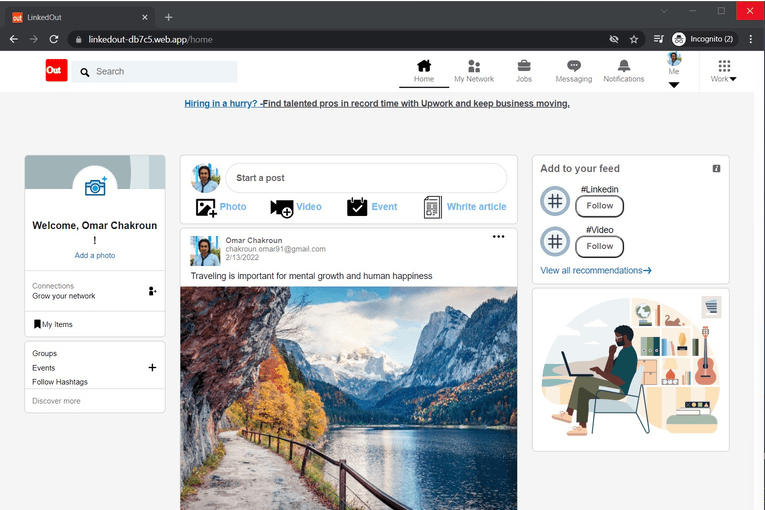 LinkedOut
linkedout-db7c5.web.app/home
Incognito (2)
Out
Search
Home
My Network
Jobs
Messaging
Notifications
Me
Work
Hiring in a hurry? -Find talented pros in record time with Upwork and keep business moving.
Welcome, Omar Chakroun
!
Add a photo
Connections
Grow your network
My Items
Groups
Events
Follow Hashtags
Discover more
Start a post
Photo
Video
Event
Whrite article
Omar Chakroun
chakroun.omar91@gmail.com
2/13/2022
Traveling is important for mental growth and human happiness
Add to your feed
#Linkedin
Follow
#Video
Follow
View all recommendations